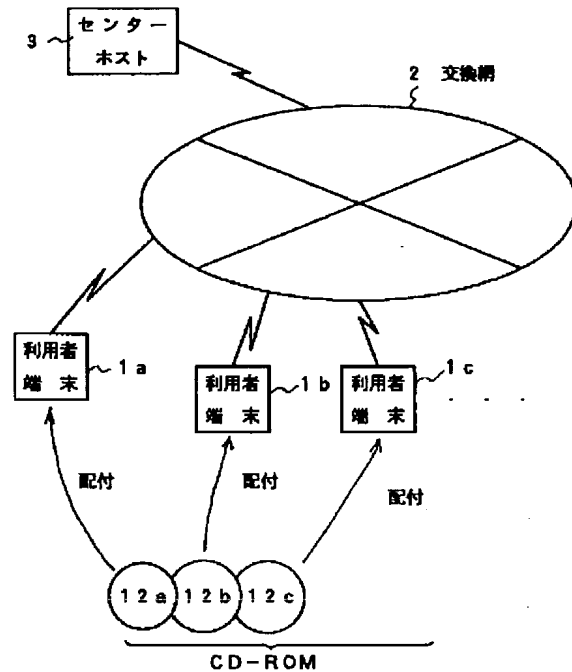 3
センター
ホスト
2 交換網
利用者
端 末
1a
利用者
端 末
1b
利用者
端 末
1c
配付
配付
配付
12a
12b
12c
CD-ROM